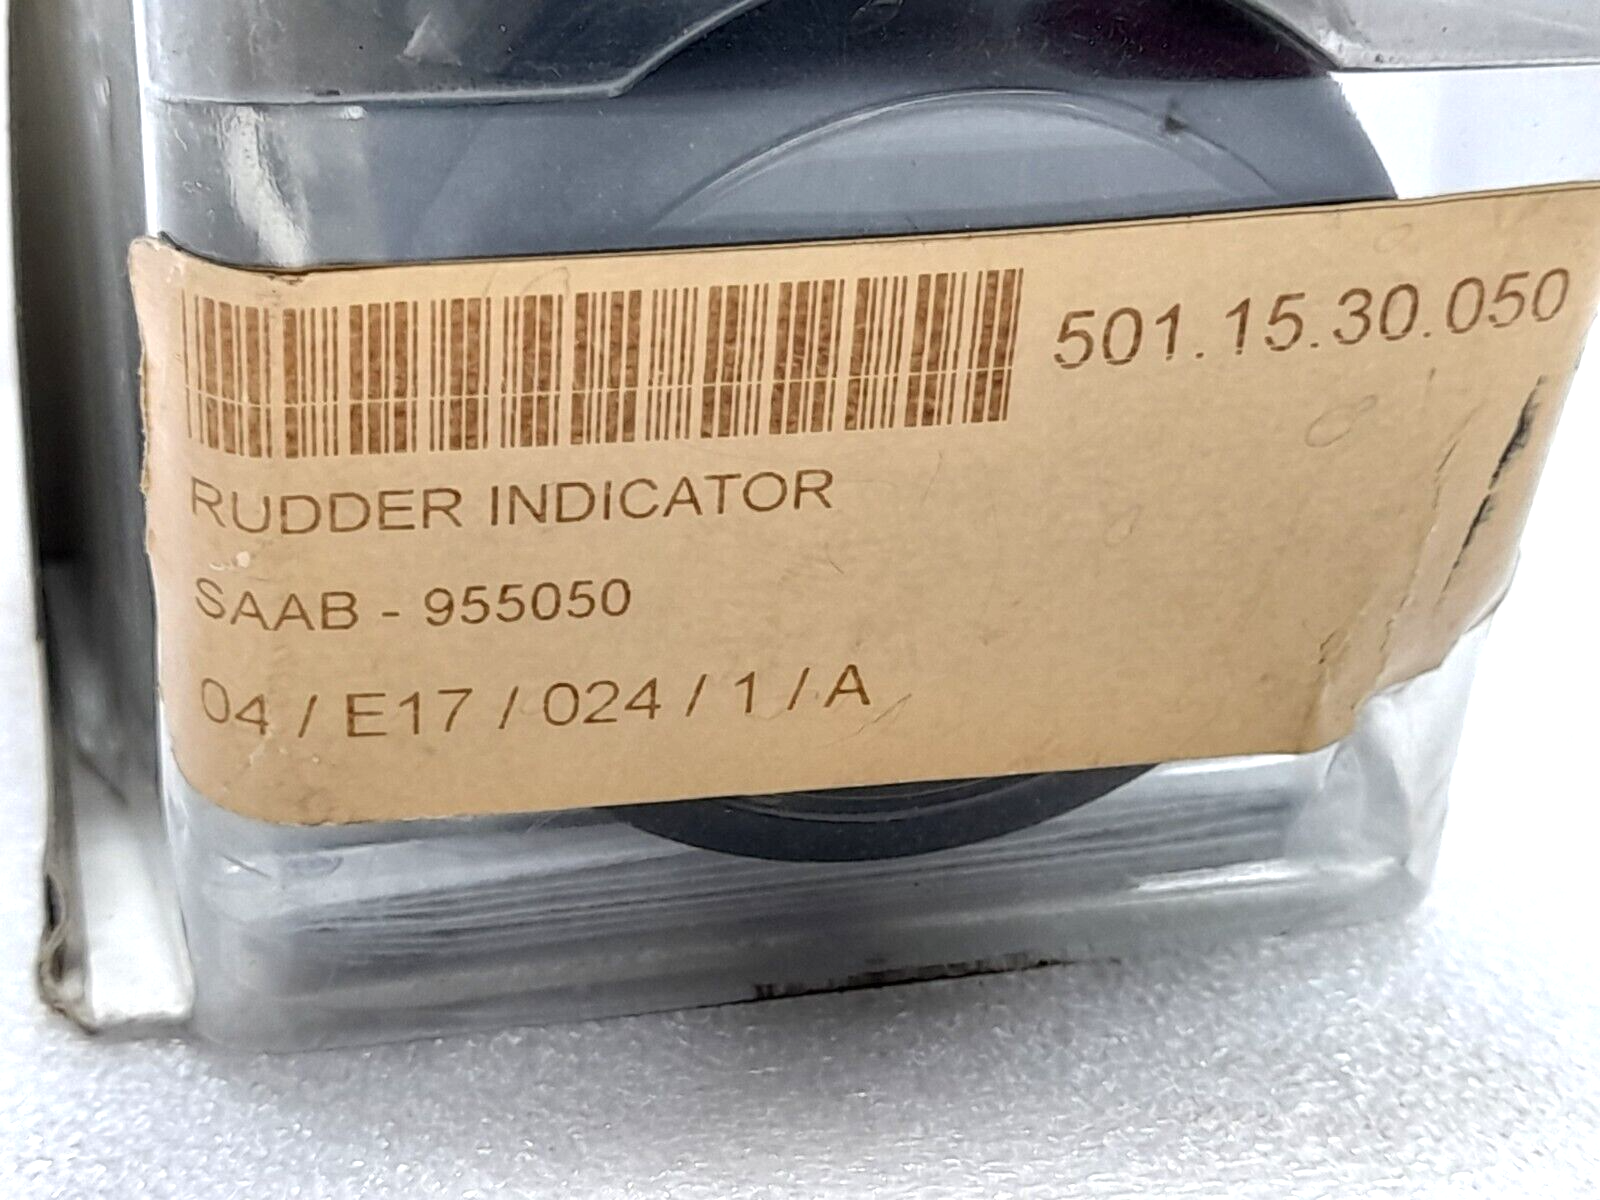 501.15.30.050
RUDDER INDICATOR
SAAB - 955050
04 / E17 / 024 / 1 / A